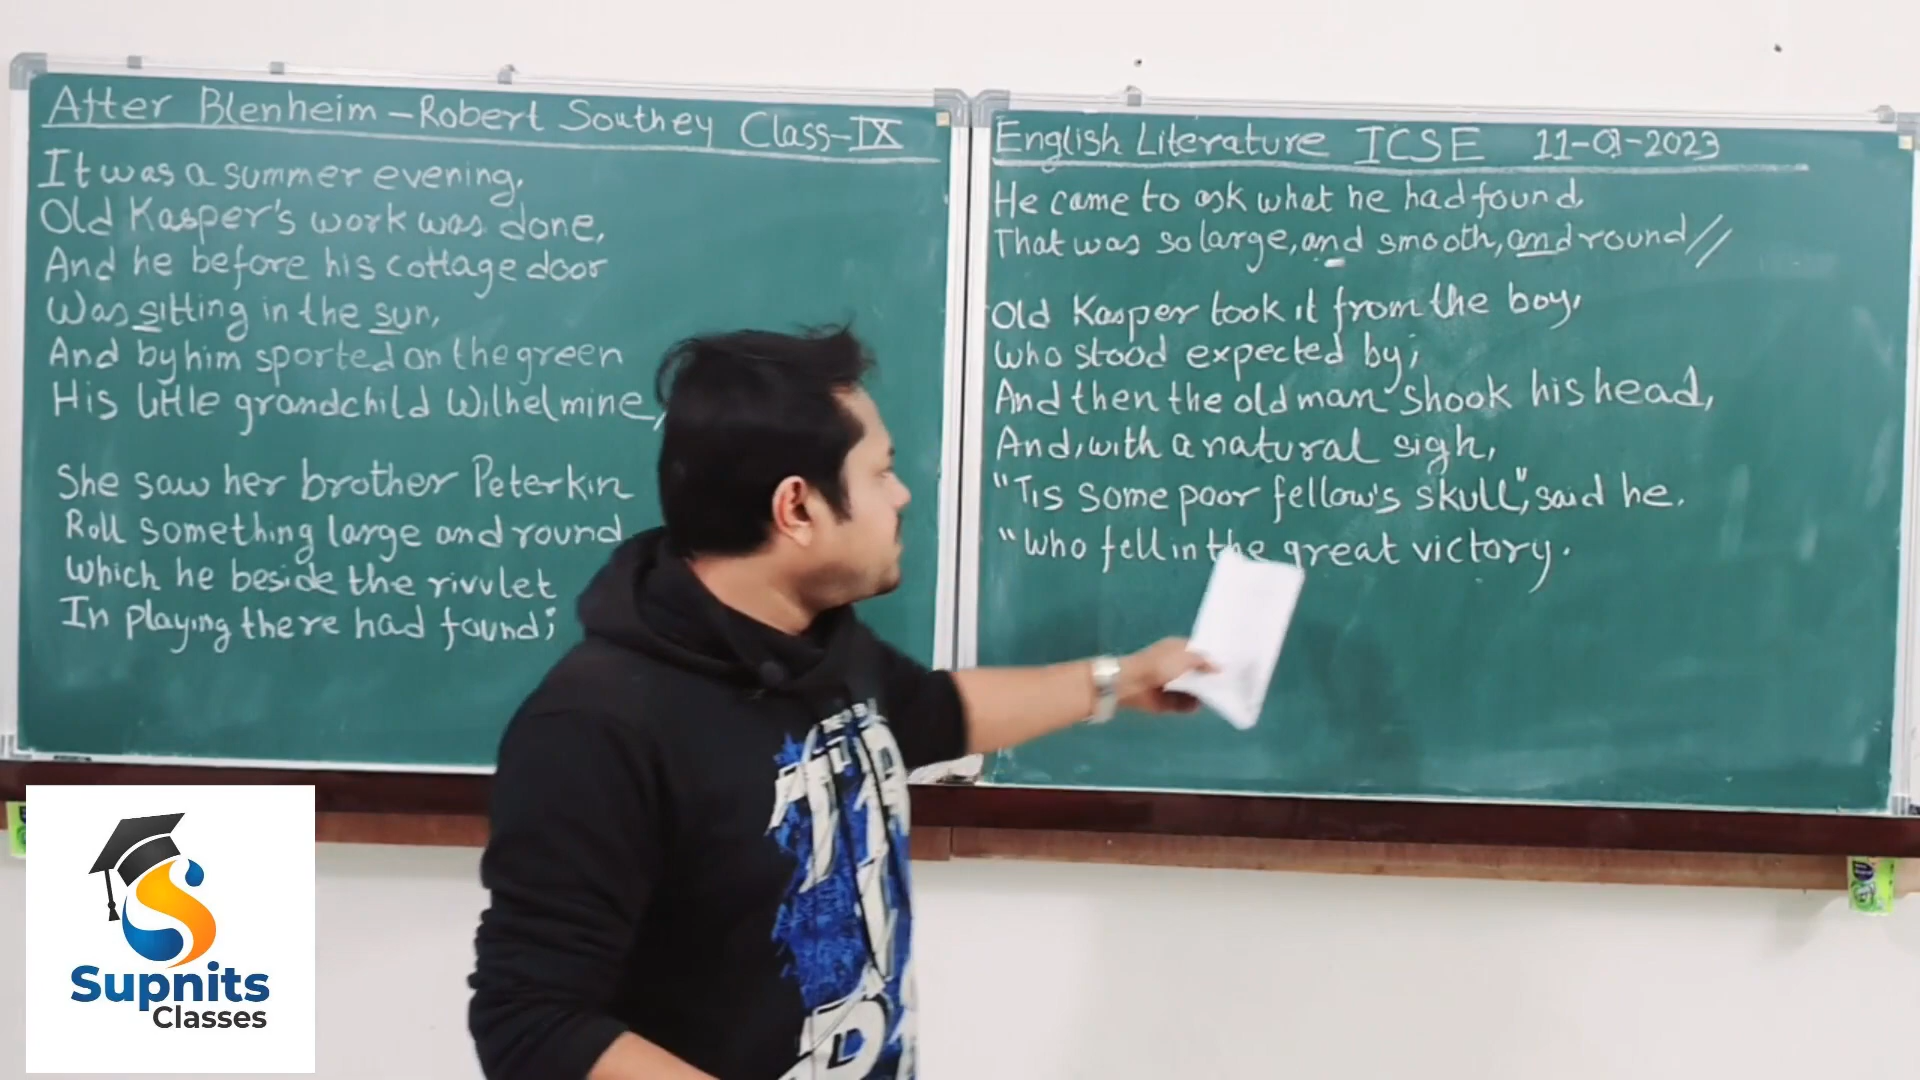 After Blenheim - Robert Southey Class-IX
It was a summer evening,
Old Kasper's work was done,
And he before his cottage door
Was sitting in the sun,
And by him sported on the green
His little grandchild Wilhelmine,
She saw her brother Peterkin
Roll something large and round
Which he beside the rivulet
In playing there had found;
English Literature ICSE 11-01-2023
He came to ask what he had found,
That was so large, and smooth, and round//
Old Kasper took it from the boy,
Who stood expected by;
And then the old man shook his head,
And, with a natural sigh,
"Tis some poor fellow's skull", said he.
"Who fell in the great victory.
Supnits
Classes